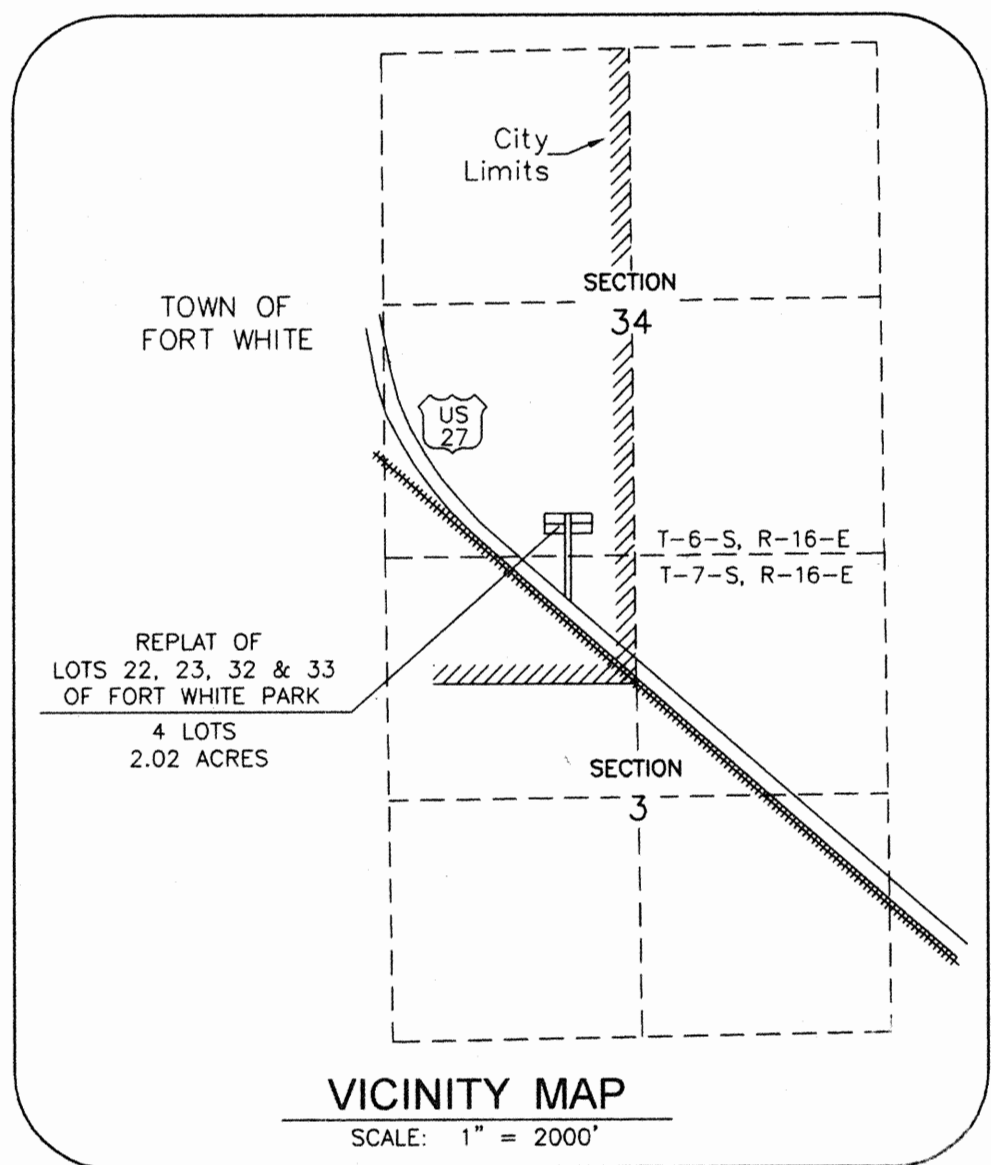 City
Limits
SECTION
34
TOWN OF
FORT WHITE
US
27
T-6-S, R-16-E
T-7-S, R-16-E
REPLAT OF
LOTS 22, 23, 32 & 33
OF FORT WHITE PARK
4 LOTS
2.02 ACRES
SECTION
3
VICINITY MAP
SCALE: 1" = 2000'